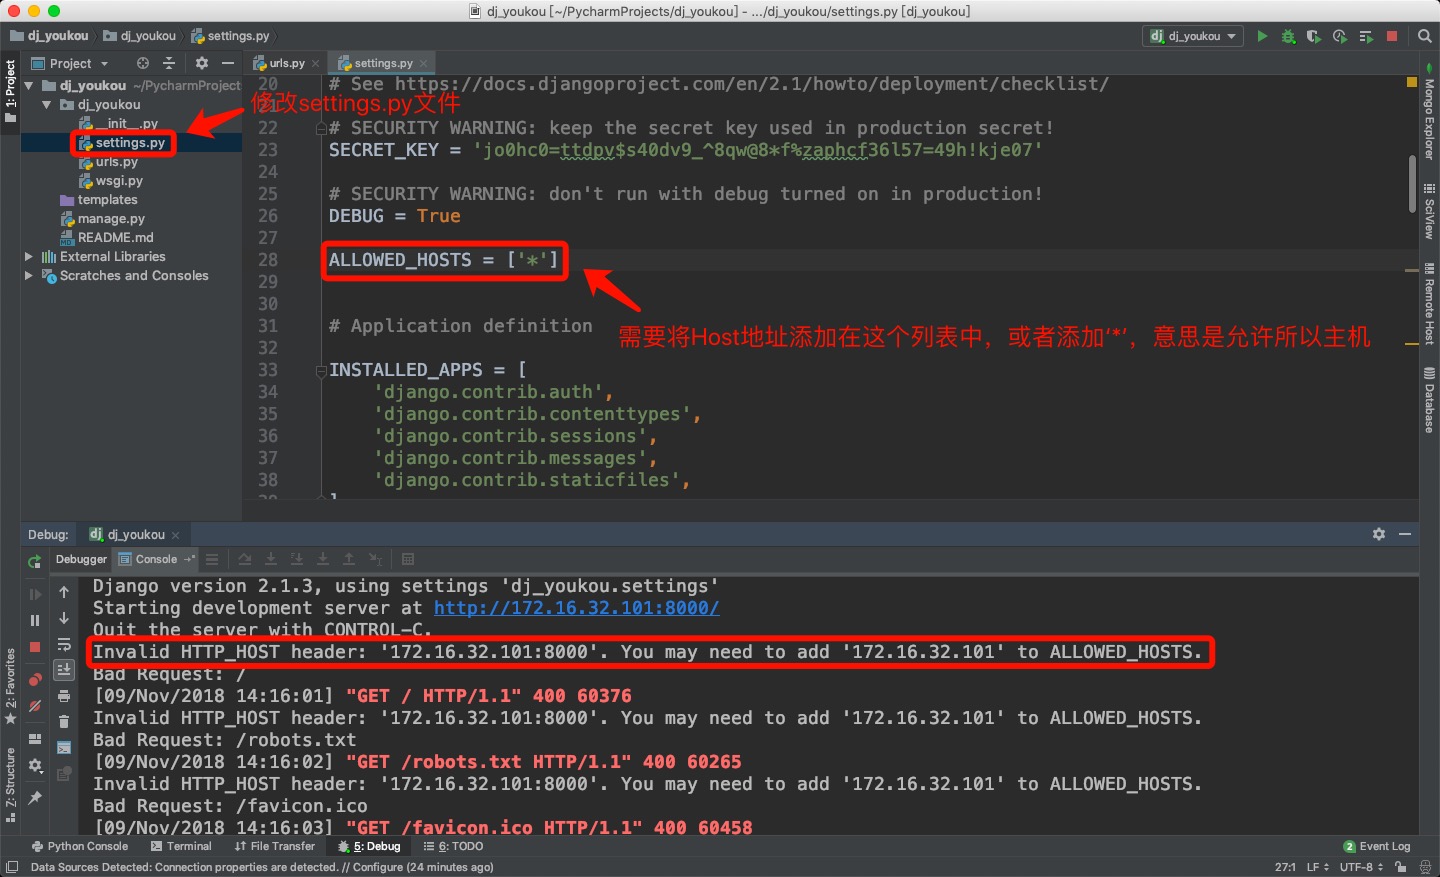 dj_youkou [~/PycharmProjects/dj_youkou] - .../dj_youkou/settings.py [dj_youkou]
dj_youkou dj_youkou settings.py
dj_youkou
1: Project
Project
urls.py settings.py
dj_youkou ~/PycharmProject
dj_youkou
__init__.py
settings.py
urls.py
wsgi.py
templates
manage.py
README.md
External Libraries
Scratches and Consoles
修改settings.py文件
20 # See https://docs.djangoproject.com/en/2.1/howto/deployment/checklist/
21
22 # SECURITY WARNING: keep the secret key used in production secret!
23 SECRET_KEY = 'jo0hc0=ttdpv$s40dv9_^8qw@8*f%zaphcf36l57=49h!kje07'
24
25 # SECURITY WARNING: don't run with debug turned on in production!
26 DEBUG = True
27
28 ALLOWED_HOSTS = ['*']
29
30
需要将Host地址添加在这个列表中，或者添加‘*’，意思是允许所以主机
31 # Application definition
32
33 INSTALLED_APPS = [
34 'django.contrib.auth',
35 'django.contrib.contenttypes',
36 'django.contrib.sessions',
37 'django.contrib.messages',
38 'django.contrib.staticfiles',
39 ]
Mongo Explorer
SciView
Remote Host
Database
Debug: dj_youkou
Debugger Console
Django version 2.1.3, using settings 'dj_youkou.settings'
Starting development server at http://172.16.32.101:8000/
Quit the server with CONTROL-C.
Invalid HTTP_HOST header: '172.16.32.101:8000'. You may need to add '172.16.32.101' to ALLOWED_HOSTS.
Bad Request: /
[09/Nov/2018 14:16:01] "GET / HTTP/1.1" 400 60376
Invalid HTTP_HOST header: '172.16.32.101:8000'. You may need to add '172.16.32.101' to ALLOWED_HOSTS.
Bad Request: /robots.txt
[09/Nov/2018 14:16:02] "GET /robots.txt HTTP/1.1" 400 60265
Invalid HTTP_HOST header: '172.16.32.101:8000'. You may need to add '172.16.32.101' to ALLOWED_HOSTS.
Bad Request: /favicon.ico
[09/Nov/2018 14:16:03] "GET /favicon.ico HTTP/1.1" 400 60458
2: Favorites
Z: Structure
Python Console Terminal File Transfer 5: Debug 6: TODO 2 Event Log
Data Sources Detected: Connection properties are detected. // Configure (24 minutes ago) 27:1 LF UTF-8